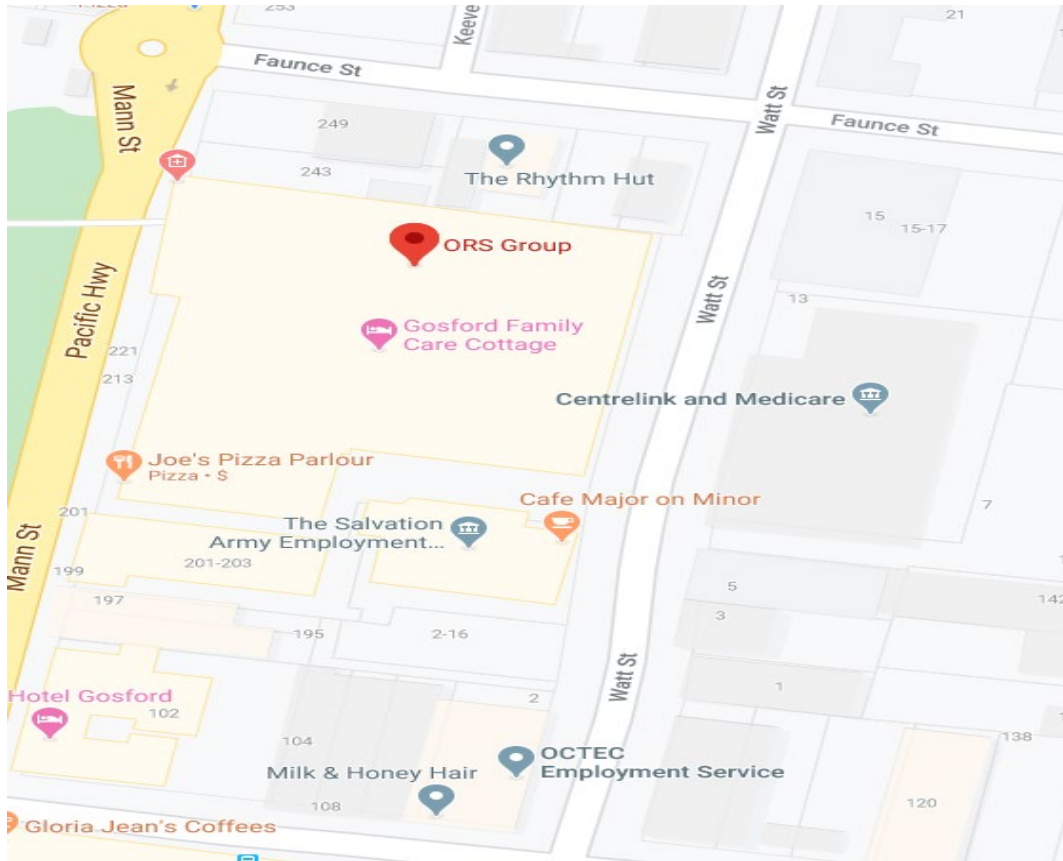 253
Keeve
21
Faunce St
Mann St
Watt St
Faunce St
249
243
The Rhythm Hut
15
15-17
ORS Group
Pacific Hwy
Watt St
13
Gosford Family
Care Cottage
221
213
Centrelink and Medicare
Joe's Pizza Parlour
Pizza • $
Cafe Major on Minor
7
201
The Salvation
Army Employment...
Mann St
201-203
199
5
142
197
3
195
2-16
Watt St
1
Hotel Gosford
2
102
104
138
OCTEC
Employment Service
Milk & Honey Hair
108
120
Gloria Jean's Coffees